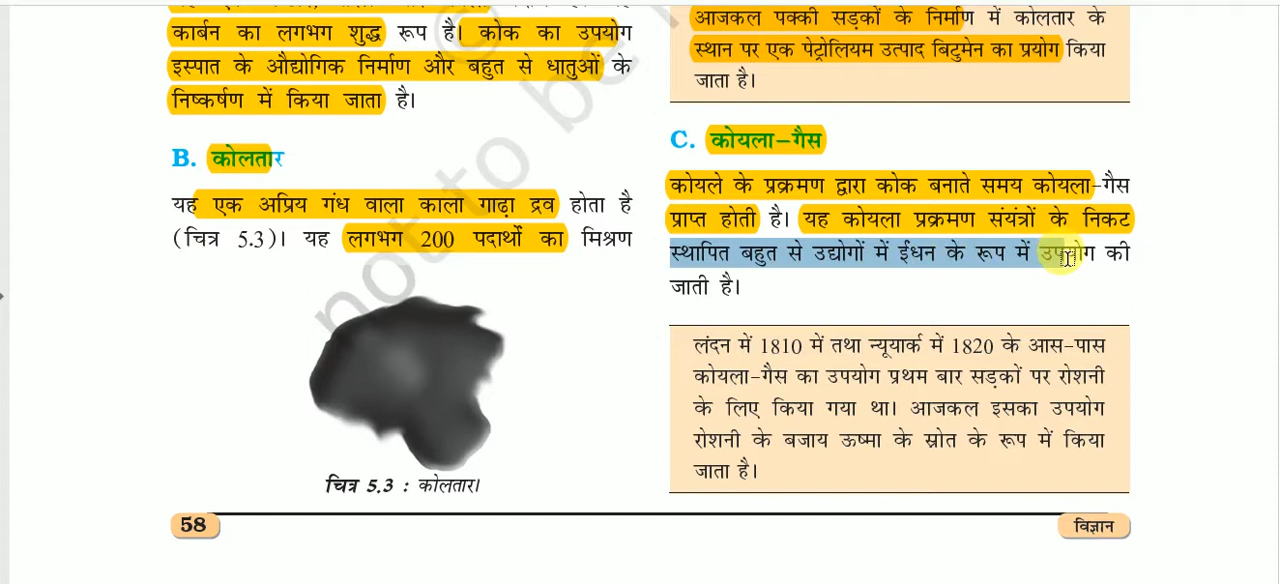 कार्बन का लगभग शुद्ध रूप है। कोक का उपयोग
इस्पात के औद्योगिक निर्माण और बहुत से धातुओं के
निष्कर्षण में किया जाता है।
B. कोलतार
यह एक अप्रिय गंध वाला काला गाढ़ा द्रव होता है
(चित्र 5.3)। यह लगभग 200 पदार्थों का मिश्रण
चित्र 5.3 : कोलतार।
आजकल पक्की सड़कों के निर्माण में कोलतार के
स्थान पर एक पेट्रोलियम उत्पाद बिटुमेन का प्रयोग किया
जाता है।
C. कोयला-गैस
कोयले के प्रक्रमण द्वारा कोक बनाते समय कोयला-गैस
प्राप्त होती है। यह कोयला प्रक्रमण संयंत्रों के निकट
स्थापित बहुत से उद्योगों में ईंधन के रूप में उपयोग की
जाती है।
लंदन में 1810 में तथा न्यूयार्क में 1820 के आस-पास
कोयला-गैस का उपयोग प्रथम बार सड़कों पर रोशनी
के लिए किया गया था। आजकल इसका उपयोग
रोशनी के बजाय ऊष्मा के स्रोत के रूप में किया
जाता है।
58
विज्ञान
not to be
©